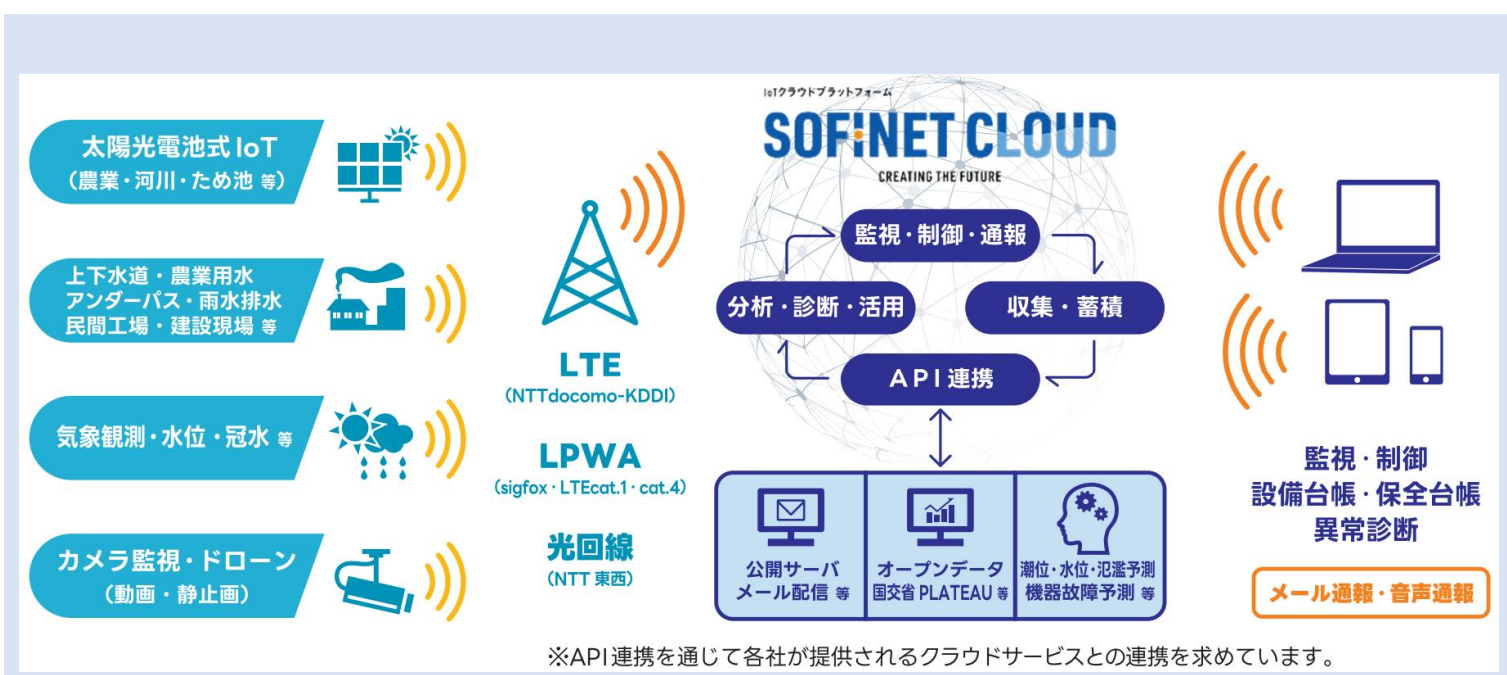 太陽光電池式IoT
（農業・河川・ため池 等）
上下水道・農業用水
アンダーパス・雨水排水
民間工場・建設現場 等
気象観測・水位・冠水 等
カメラ監視・ドローン
（動画・静止画）
LTE
（NTTdocomo-KDDI）
LPWA
（sigfox・LTEcat.1・cat.4）
光回線
（NTT東西）
IoTクラウドプラットフォーム
SOFINET CLOUD
CREATING THE FUTURE
監視・制御・通報
分析・診断・活用
収集・蓄積
API連携
公開サーバ
メール配信 等
オープンデータ
国交省 PLATEAU 等
潮位・水位・氾濫予測
機器故障予測 等
監視・制御
設備台帳・保全台帳
異常診断
メール通報・音声通報
※API連携を通じて各社が提供されるクラウドサービスとの連携を求めています。